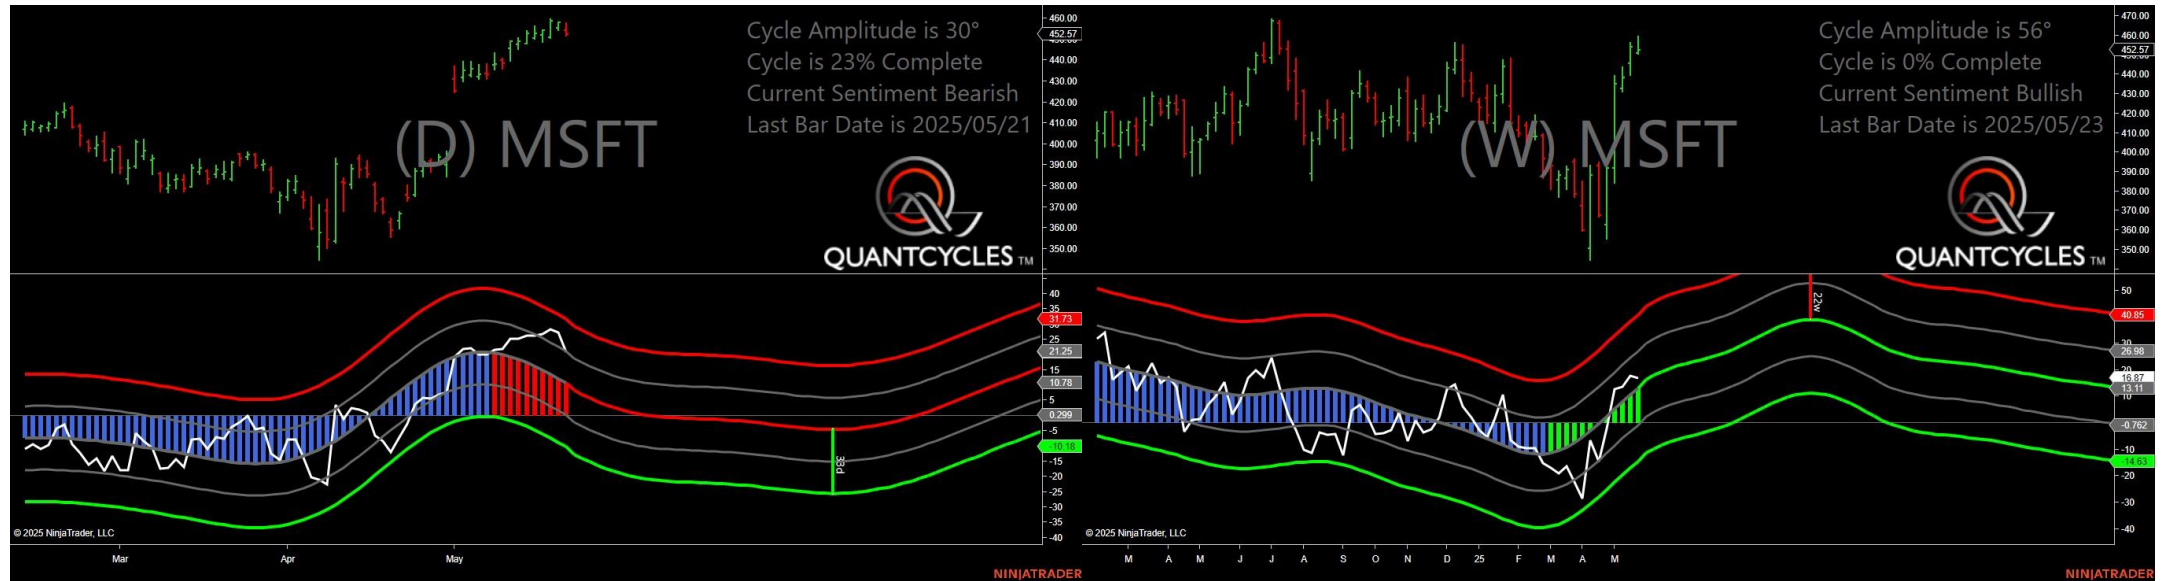 Cycle Amplitude is 30°
Cycle is 23% Complete
Current Sentiment Bearish
Last Bar Date is 2025/05/21
(D) MSFT
QUANTCYCLES TM
460.00
452.57
440.00
430.00
420.00
410.00
400.00
390.00
380.00
370.00
360.00
350.00
40
35
31.73
25
21.25
15
10.78
5
0.299
-5
-10.18
-15
-20
-25
-30
-35
-40
33d
© 2025 NinjaTrader, LLC
Mar
Apr
May
NINJATRADER
Cycle Amplitude is 56°
Cycle is 0% Complete
Current Sentiment Bullish
Last Bar Date is 2025/05/23
(W) MSFT
QUANTCYCLES TM
470.00
460.00
452.57
440.00
430.00
420.00
410.00
400.00
390.00
380.00
370.00
360.00
350.00
50
40.85
30
26.98
20
16.87
13.11
10
-0.762
-10
-14.63
-20
-30
-40
22w
© 2025 NinjaTrader, LLC
M A M J J A S O N D 25 F M A M
NINJATRADER